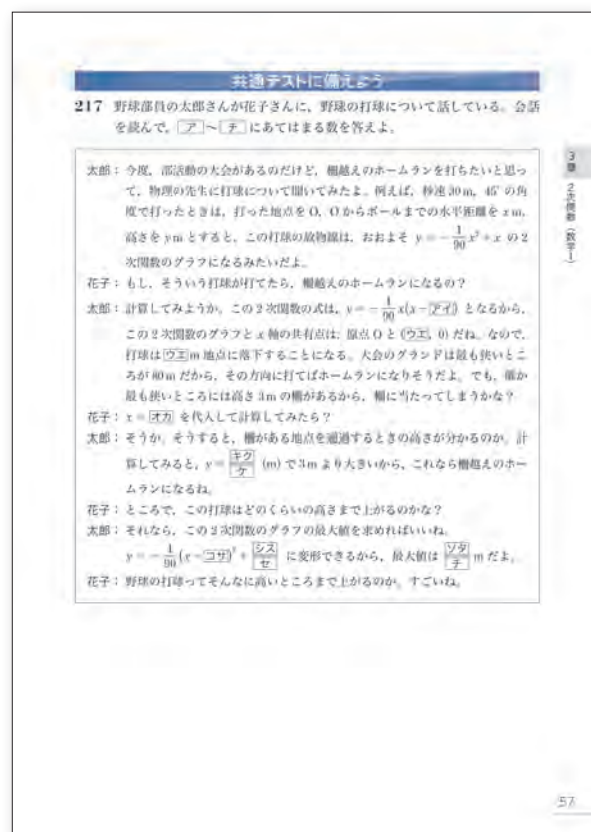 共通テストに備えよう
217 野球部員の太郎さんが花子さんに、野球の打球について話している。会話
を読んで、ア～チにあてはまる数を答えよ。
太郎:今度、部活動の大会があるのだけど、柵越えのホームランを打ちたいと思っ
て、物理の先生に打球について聞いてみたよ。例えば、秒速30m、45°の角
度で打ったときは、打った地点をO、Oからボールまでの水平距離をxm、
高さをymとすると、この打球の放物線は、おおよそ y=-1/90 x²+x の2
次関数のグラフになるみたいだよ。
花子:もし、そういう打球が打てたら、柵越えのホームランになるの?
太郎:計算してみようか。この2次関数の式は、y=-1/90 x(x-アイ) となるから、
この2次関数のグラフとx軸の共有点は、原点Oと(ウエ, 0)だね。なので、
打球はウエm地点に落下することになる。大会のグランドは最も狭いとこ
ろが80mだから、その方向に打てばホームランになりそうだよ。でも、確か
最も狭いところには高さ3mの柵があるから、柵に当たってしまうかな?
花子:x=オカ を代入して計算してみたら?
太郎:そうか。そうすると、柵がある地点を通過するときの高さが分かるのか。計
算してみると、y=キク/ケ (m)で3mより大きいから、これなら柵越えのホー
ムランになるね。
花子:ところで、この打球はどのくらいの高さまで上がるのかな?
太郎:それなら、この2次関数のグラフの最大値を求めればいいね。
y=-1/90(x-コサ)²+シス/セ に変形できるから、最大値は ソタ/チ mだよ。
花子:野球の打球ってそんなに高いところまで上がるのか。すごいね。
3章
2次関数(数学I)
57